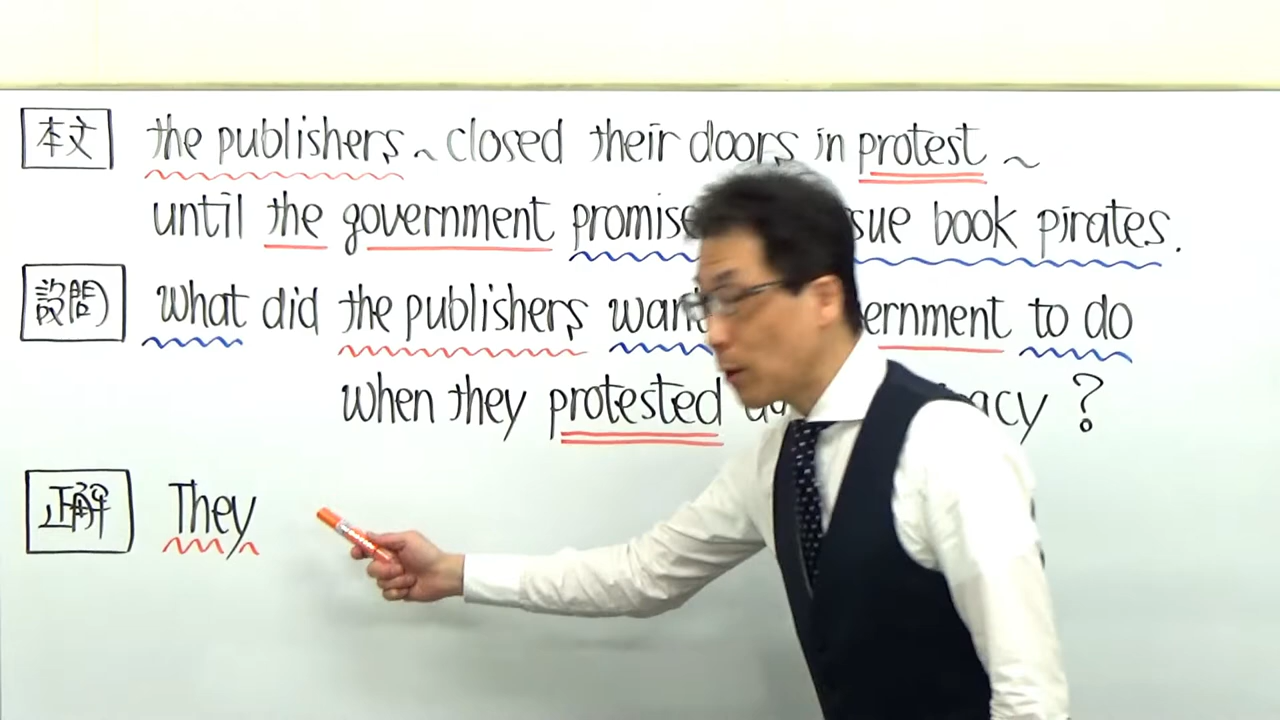 本文 the publishers ~ closed their doors in protest ~
until the government promise sue book pirates.
設問 What did the publishers want ernment to do
when they protested acy ?
正解 They